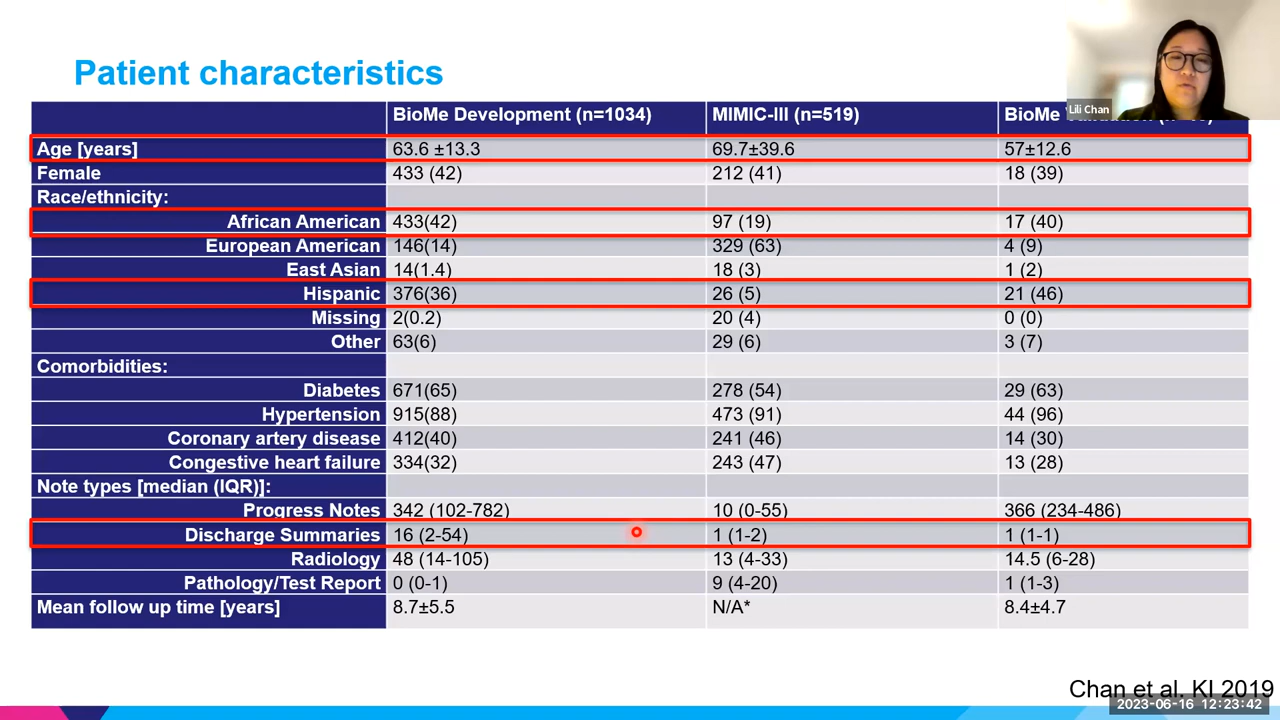 Patient characteristics
Lili Chan
BioMe Development (n=1034) MIMIC-III (n=519) BioMe
Age [years] 63.6 ±13.3 69.7±39.6 57±12.6
Female 433 (42) 212 (41) 18 (39)
Race/ethnicity:
African American 433(42) 97 (19) 17 (40)
European American 146(14) 329 (63) 4 (9)
East Asian 14(1.4) 18 (3) 1 (2)
Hispanic 376(36) 26 (5) 21 (46)
Missing 2(0.2) 20 (4) 0 (0)
Other 63(6) 29 (6) 3 (7)
Comorbidities:
Diabetes 671(65) 278 (54) 29 (63)
Hypertension 915(88) 473 (91) 44 (96)
Coronary artery disease 412(40) 241 (46) 14 (30)
Congestive heart failure 334(32) 243 (47) 13 (28)
Note types [median (IQR)]:
Progress Notes 342 (102-782) 10 (0-55) 366 (234-486)
Discharge Summaries 16 (2-54) 1 (1-2) 1 (1-1)
Radiology 48 (14-105) 13 (4-33) 14.5 (6-28)
Pathology/Test Report 0 (0-1) 9 (4-20) 1 (1-3)
Mean follow up time [years] 8.7±5.5 N/A* 8.4±4.7
Chan et al. KI 2019
2023-06-16 12:23:42